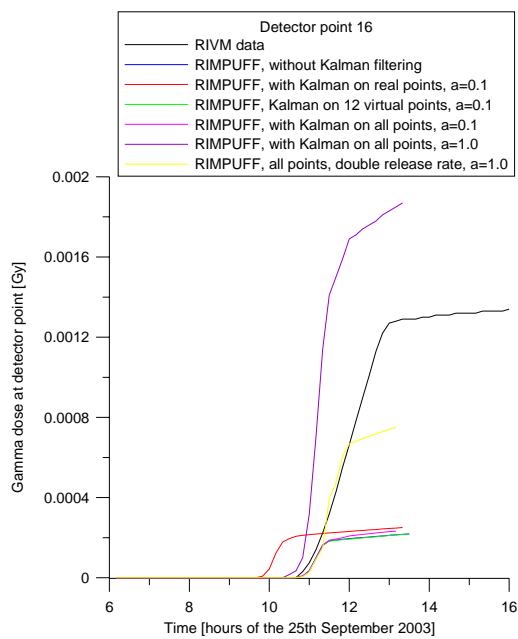 Detector point 16
RIVM data
RIMPUFF, without Kalman filtering
RIMPUFF, with Kalman on real points, a=0.1
RIMPUFF, Kalman on 12 virtual points, a=0.1
RIMPUFF, with Kalman on all points, a=0.1
RIMPUFF, with Kalman on all points, a=1.0
RIMPUFF, all points, double release rate, a=1.0
0.002
0.0016
0.0012
0.0008
0.0004
0
Gamma dose at detector point [Gy]
6 8 10 12 14 16
Time [hours of the 25th September 2003]